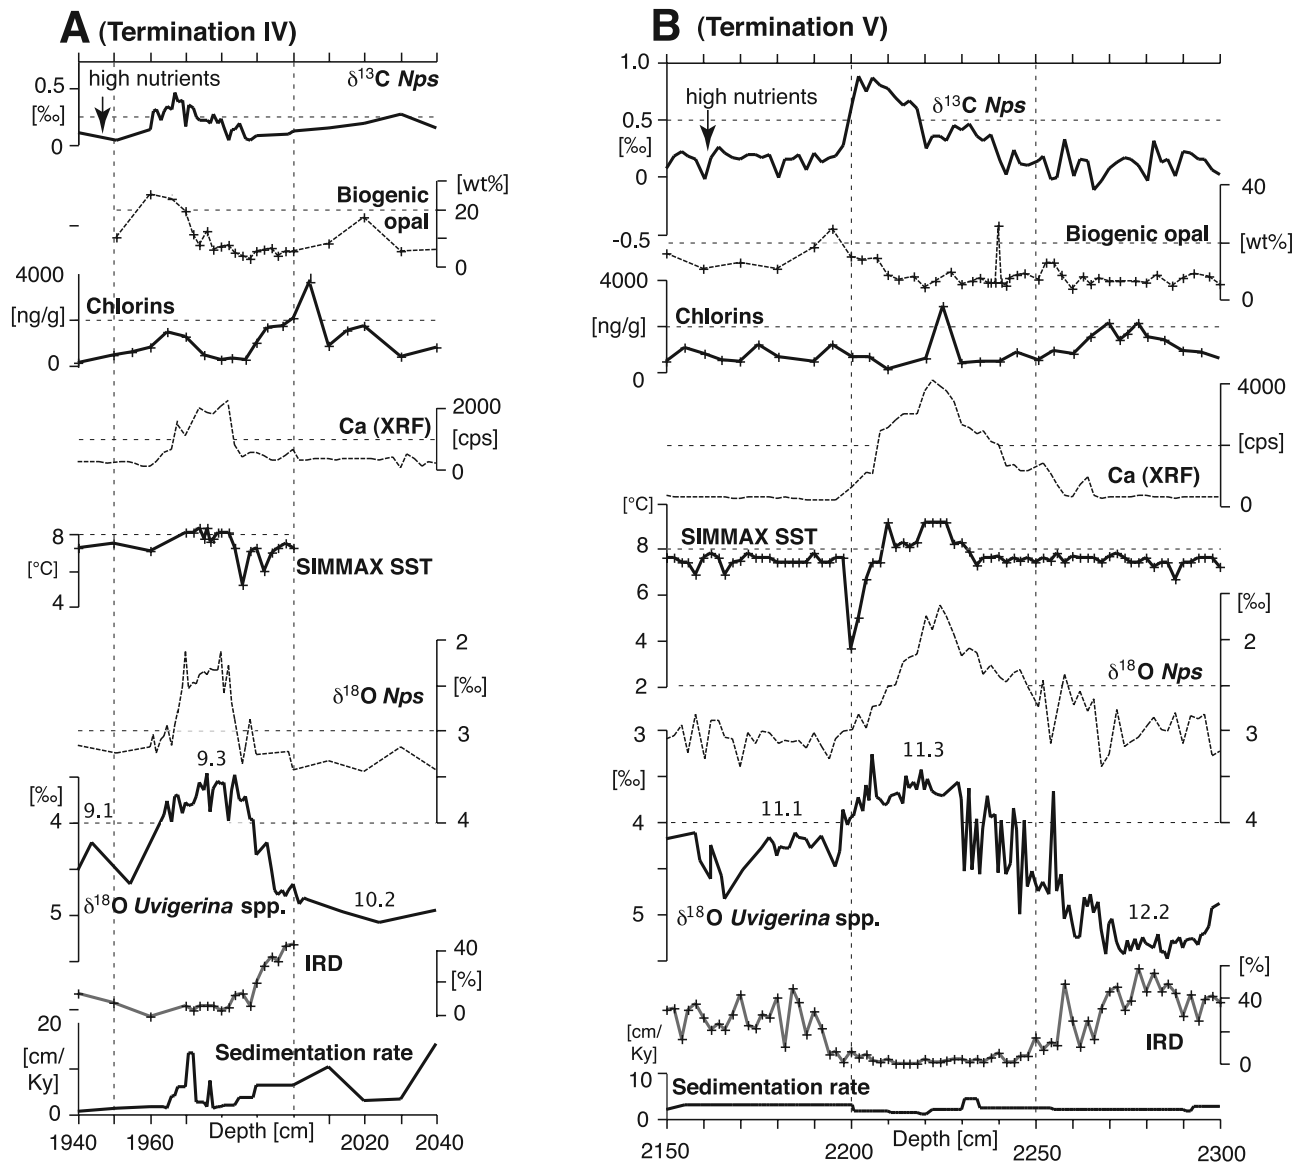 A (Termination IV)
high nutrients
δ¹³C Nps
0.5
[‰]
0
Biogenic
opal
[wt%]
20
0
4000
[ng/g]
0
Chlorins
Ca (XRF)
2000
[cps]
0
8
[°C]
4
SIMMAX SST
δ¹⁸O Nps
2
[‰]
3
4
9.3
9.1
10.2
[‰]
4
5
δ¹⁸O Uvigerina spp.
IRD
40
[%]
0
20
[cm/
Ky]
0
Sedimentation rate
1940
1960
Depth [cm]
2020
2040
B (Termination V)
1.0
0.5
[‰]
0
-0.5
high nutrients
δ¹³C Nps
Biogenic opal
40
[wt%]
0
4000
[ng/g]
0
Chlorins
Ca (XRF)
4000
[cps]
0
[°C]
8
6
4
2
SIMMAX SST
δ¹⁸O Nps
[‰]
2
3
4
11.3
11.1
12.2
3
[‰]
4
5
δ¹⁸O Uvigerina spp.
IRD
[%]
40
0
[cm/
Ky]
10
0
Sedimentation rate
2150
2200
Depth [cm]
2250
2300